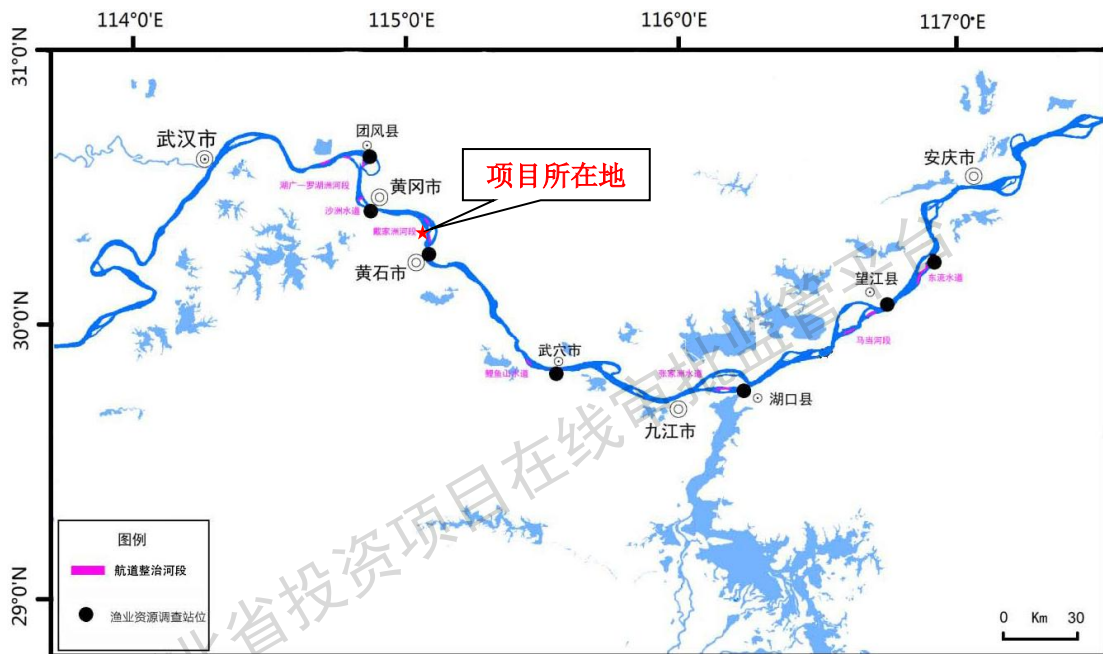 114°0′E
115°0′E
116°0′E
117°0′E
31°0′N
30°0′N
29°0′N
武汉市
团风县
黄冈市
项目所在地
安庆市
湖广—罗湖洲河段
沙洲水道
戴家洲河段
黄石市
望江县
东流水道
马当河段
武穴市
鲤鱼山水道
张家洲水道
湖口县
九江市
图例
航道整治河段
渔业资源调查站位
0 Km 30
省投资项目在线审批监管平台